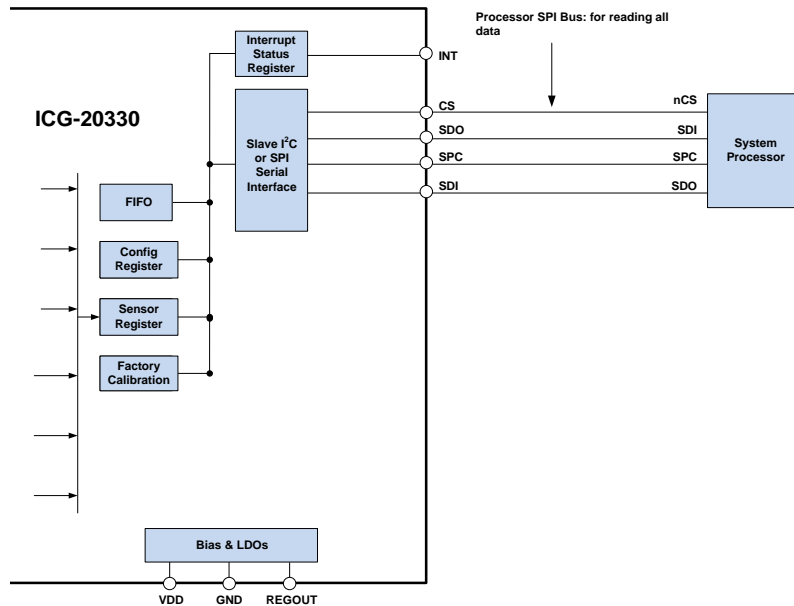 Processor SPI Bus: for reading all
data
Interrupt
Status
Register
INT
ICG-20330
Slave I²C
or SPI
Serial
Interface
CS
nCS
SDO
SDI
SPC
SPC
SDI
SDO
System
Processor
FIFO
Config
Register
Sensor
Register
Factory
Calibration
Bias & LDOs
VDD
GND
REGOUT